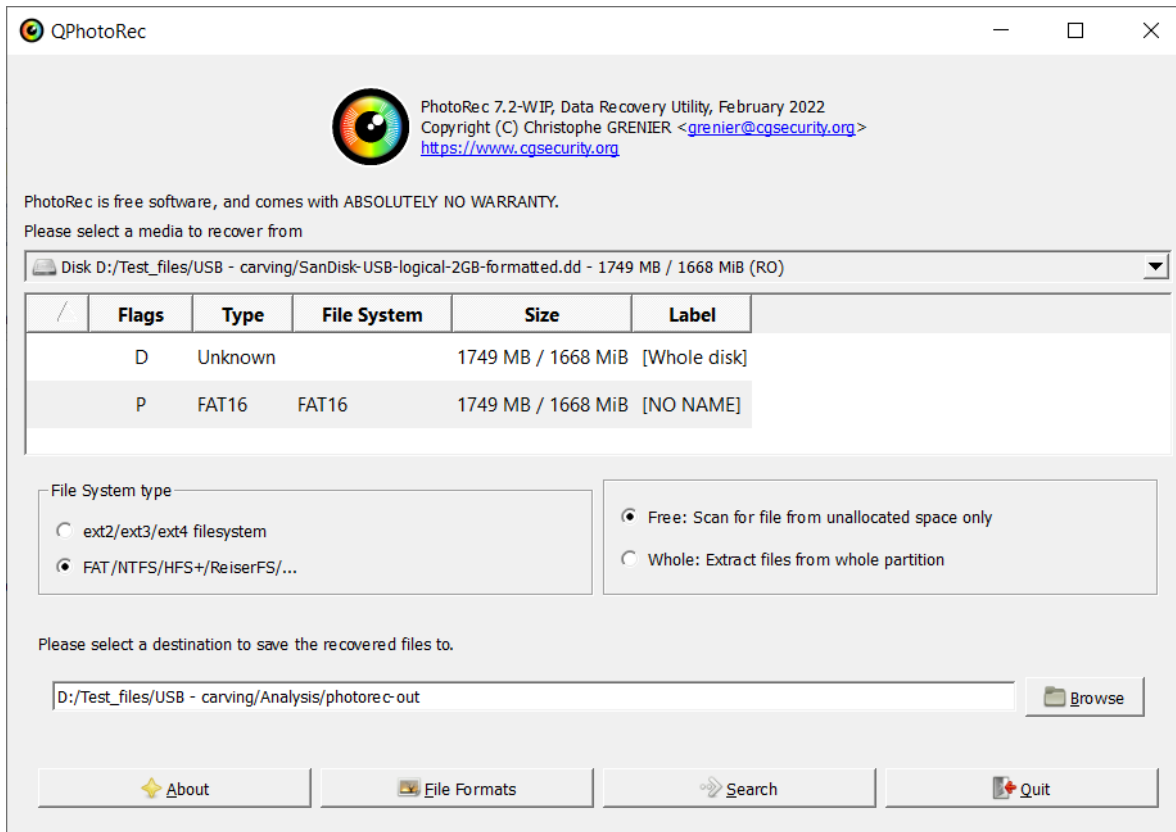 QPhotoRec
PhotoRec 7.2-WIP, Data Recovery Utility, February 2022
Copyright (C) Christophe GRENIER <grenier@cgsecurity.org>
https://www.cgsecurity.org
PhotoRec is free software, and comes with ABSOLUTELY NO WARRANTY.
Please select a media to recover from
Disk D:/Test_files/USB - carving/SanDisk-USB-logical-2GB-formatted.dd - 1749 MB / 1668 MiB (RO)
Flags Type File System Size Label
D Unknown 1749 MB / 1668 MiB [Whole disk]
P FAT16 FAT16 1749 MB / 1668 MiB [NO NAME]
File System type
ext2/ext3/ext4 filesystem
FAT/NTFS/HFS+/ReiserFS/...
Free: Scan for file from unallocated space only
Whole: Extract files from whole partition
Please select a destination to save the recovered files to.
D:/Test_files/USB - carving/Analysis/photorec-out
Browse
About File Formats Search Quit